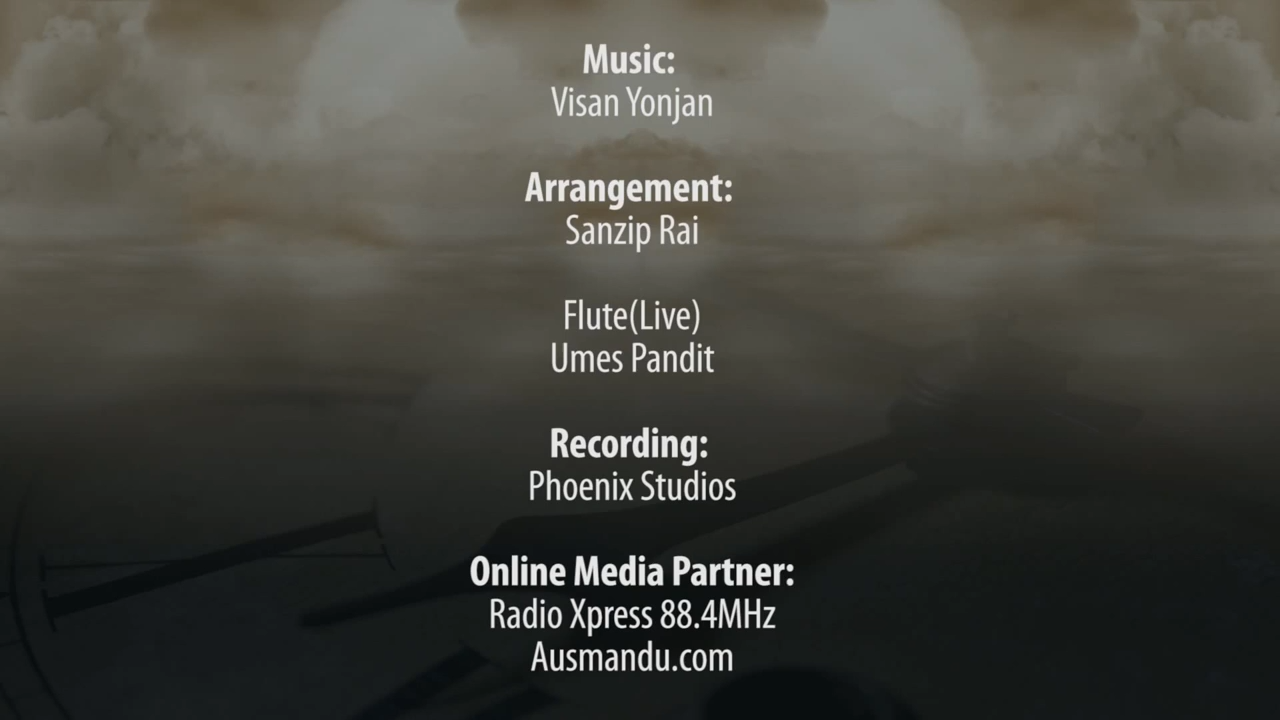 Music:
Visan Yonjan
Arrangement:
Sanzip Rai
Flute(Live)
Umes Pandit
Recording:
Phoenix Studios
Online Media Partner:
Radio Xpress 88.4MHz
Ausmandu.com